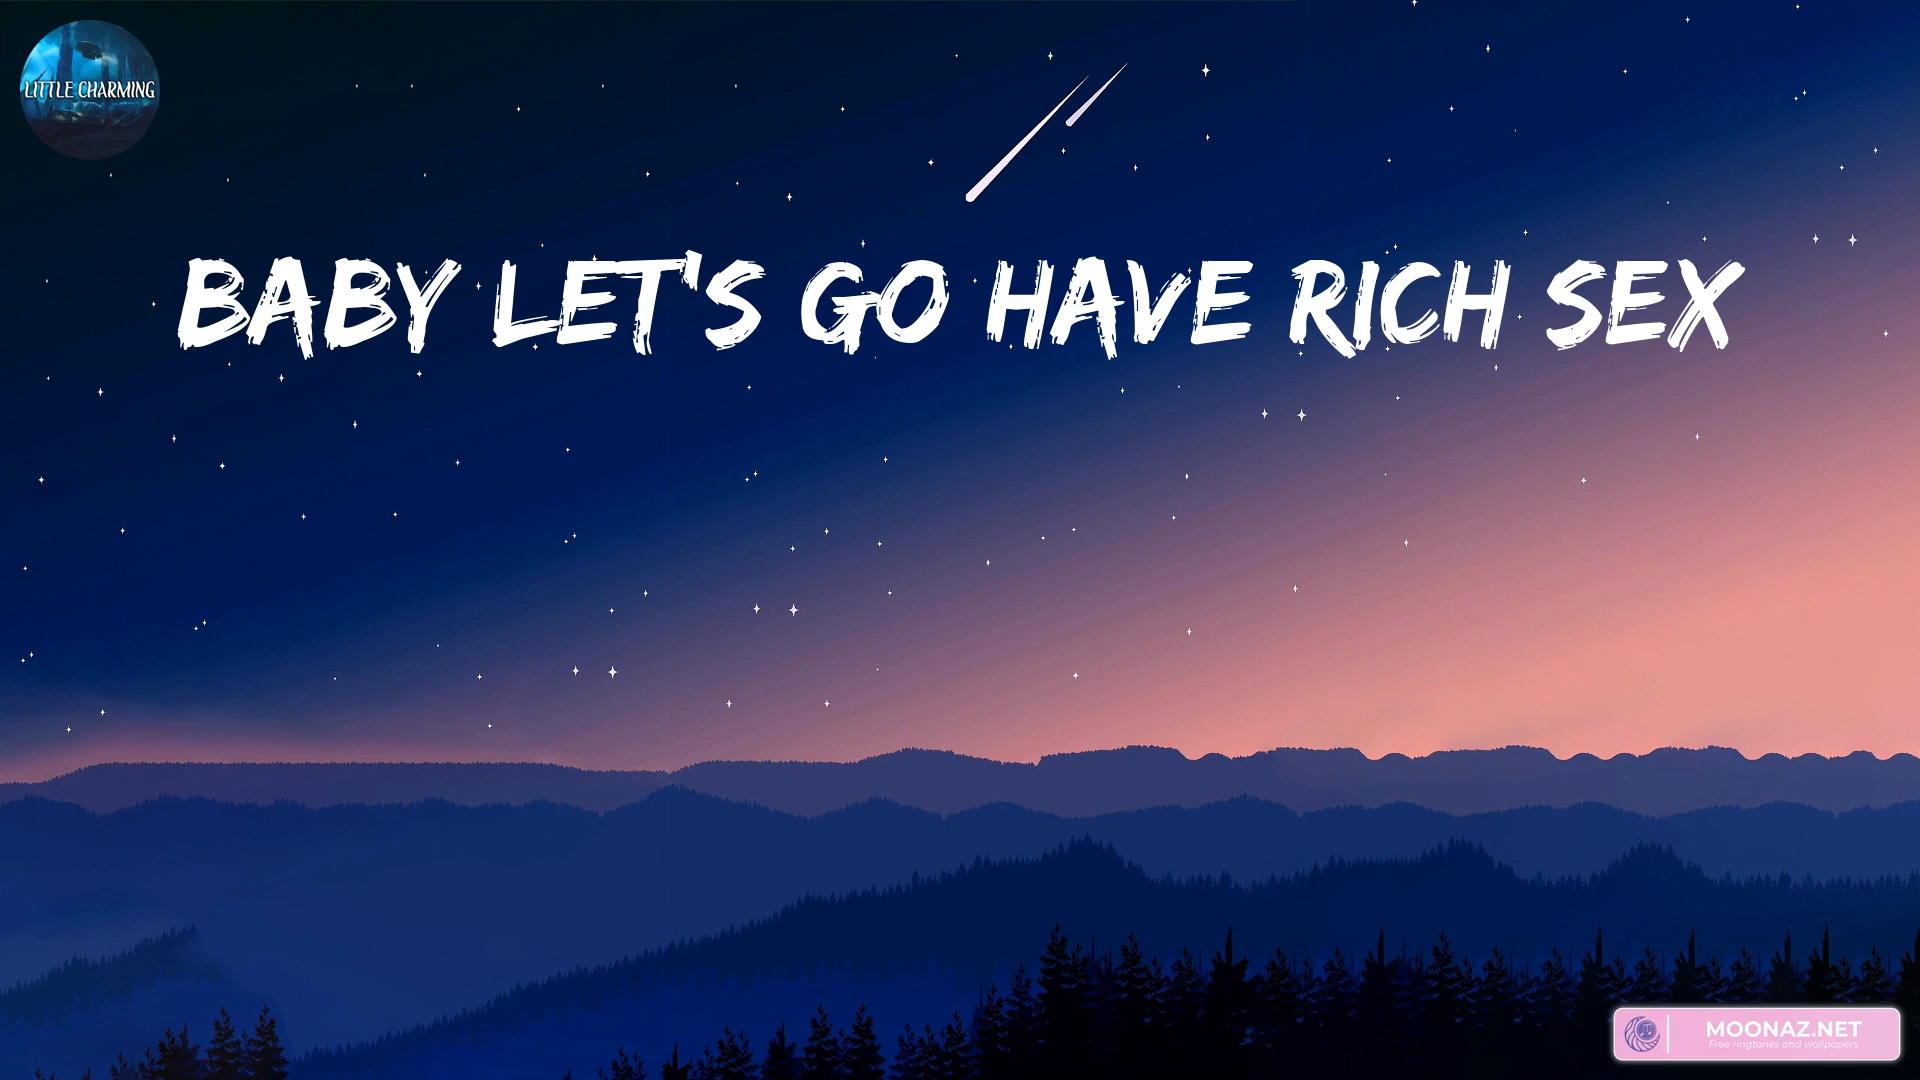 LITTLE CHARMING
BABY LET'S GO HAVE RICH SEX
MOONAZ.NET
Free ringtones and wallpapers